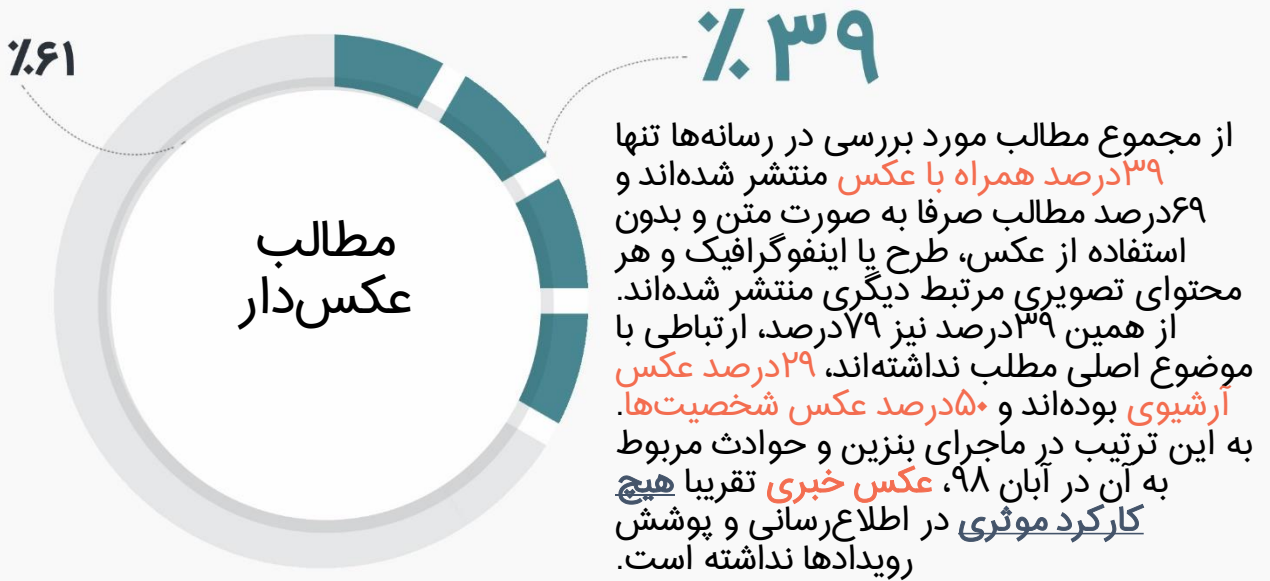 ٪۶۱
٪۳۹
مطالب
عکس‌دار
از مجموع مطالب مورد بررسی در رسانه‌ها تنها
۳۹درصد همراه با عکس منتشر شده‌اند و
۶۹درصد مطالب صرفا به صورت متن و بدون
استفاده از عکس، طرح یا اینفوگرافیک و هر
محتوای تصویری مرتبط دیگری منتشر شده‌اند.
از همین ۳۹درصد نیز ۷۹درصد، ارتباطی با
موضوع اصلی مطلب نداشته‌اند، ۲۹درصد عکس
آرشیوی بوده‌اند و ۵۰درصد عکس شخصیت‌ها.
به این ترتیب در ماجرای بنزین و حوادث مربوط
به آن در آبان ۹۸، عکس خبری تقریبا هیچ
کارکرد موثری در اطلاع‌رسانی و پوشش
رویدادها نداشته است.